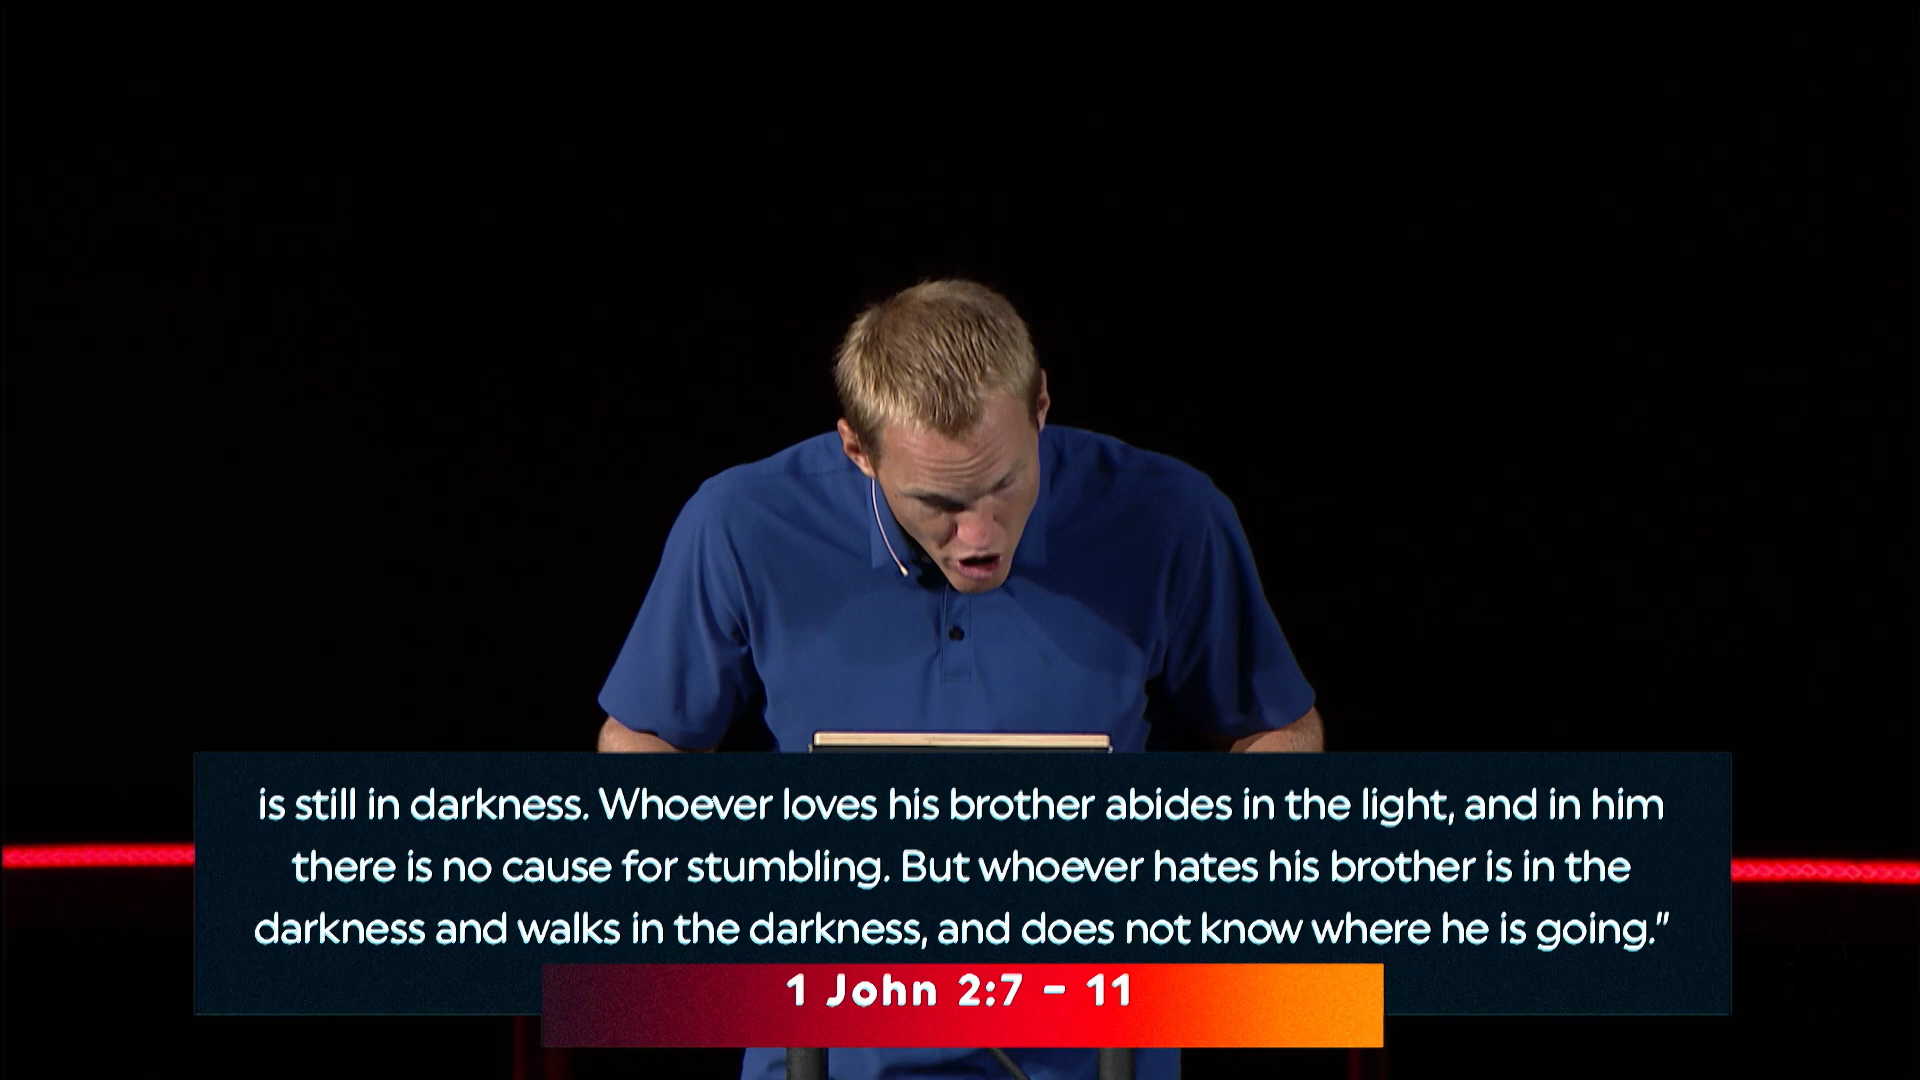 is still in darkness. Whoever loves his brother abides in the light, and in him
there is no cause for stumbling. But whoever hates his brother is in the
darkness and walks in the darkness, and does not know where he is going."
1 John 2:7 - 11